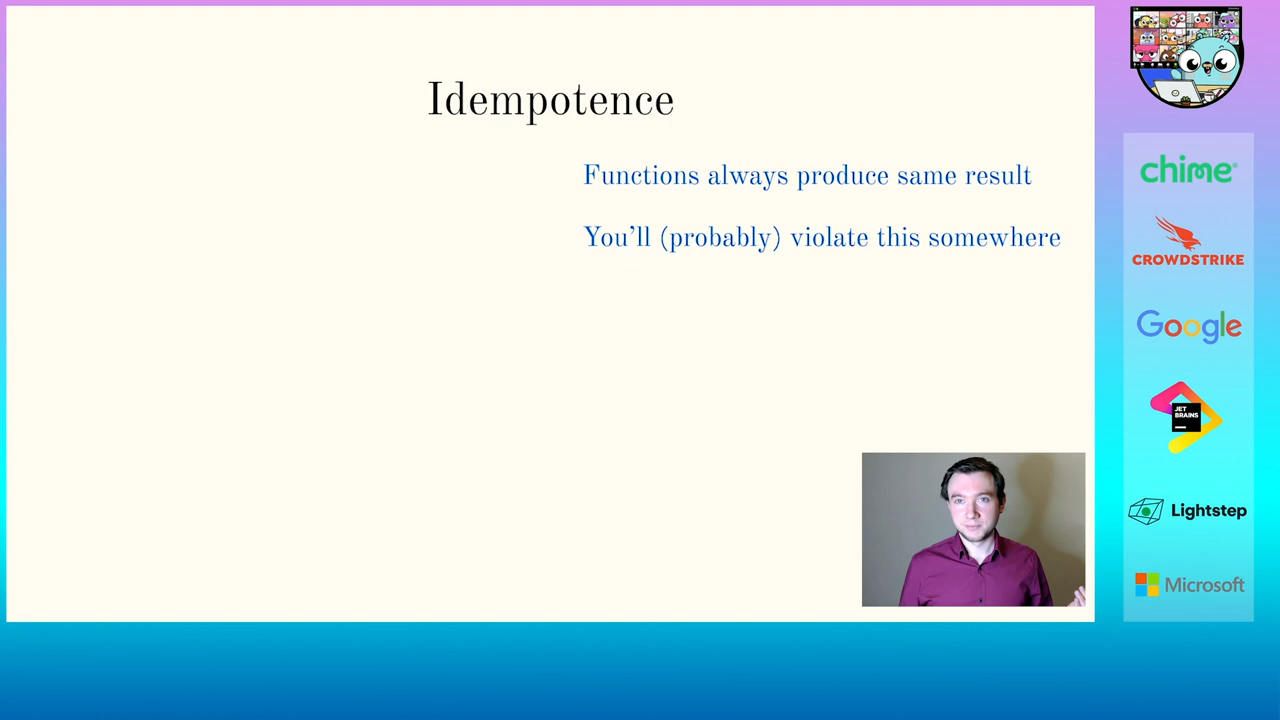 Idempotence
Functions always produce same result
You'll (probably) violate this somewhere
chime
CROWDSTRIKE
Google
JET
BRAINS
Lightstep
Microsoft